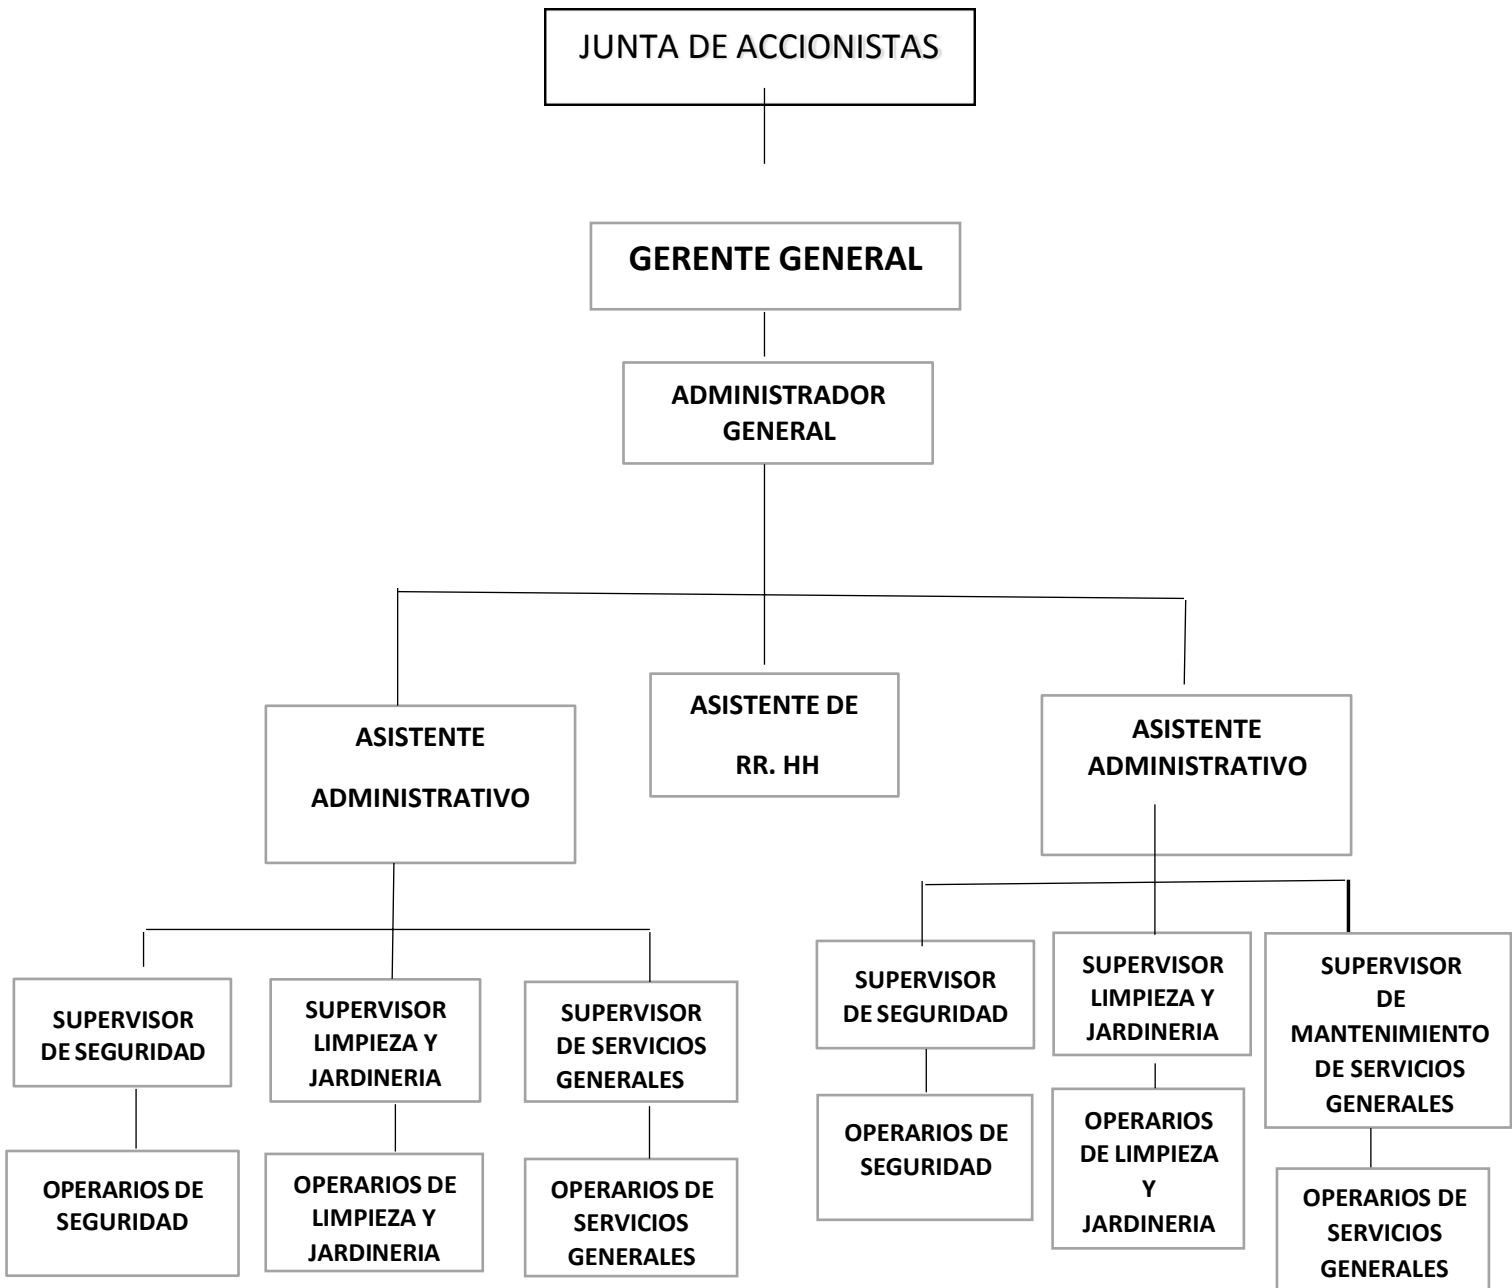 JUNTA DE ACCIONISTAS
GERENTE GENERAL
ADMINISTRADOR
GENERAL
ASISTENTE
ADMINISTRATIVO
ASISTENTE DE
RR. HH
ASISTENTE
ADMINISTRATIVO
SUPERVISOR
DE SEGURIDAD
SUPERVISOR
LIMPIEZA Y
JARDINERIA
SUPERVISOR
DE SERVICIOS
GENERALES
SUPERVISOR
DE SEGURIDAD
SUPERVISOR
LIMPIEZA Y
JARDINERIA
SUPERVISOR
DE
MANTENIMIENTO
DE SERVICIOS
GENERALES
OPERARIOS DE
SEGURIDAD
OPERARIOS DE
LIMPIEZA Y
JARDINERIA
OPERARIOS DE
SERVICIOS
GENERALES
OPERARIOS DE
SEGURIDAD
OPERARIOS
DE LIMPIEZA
Y
JARDINERIA
OPERARIOS DE
SERVICIOS
GENERALES